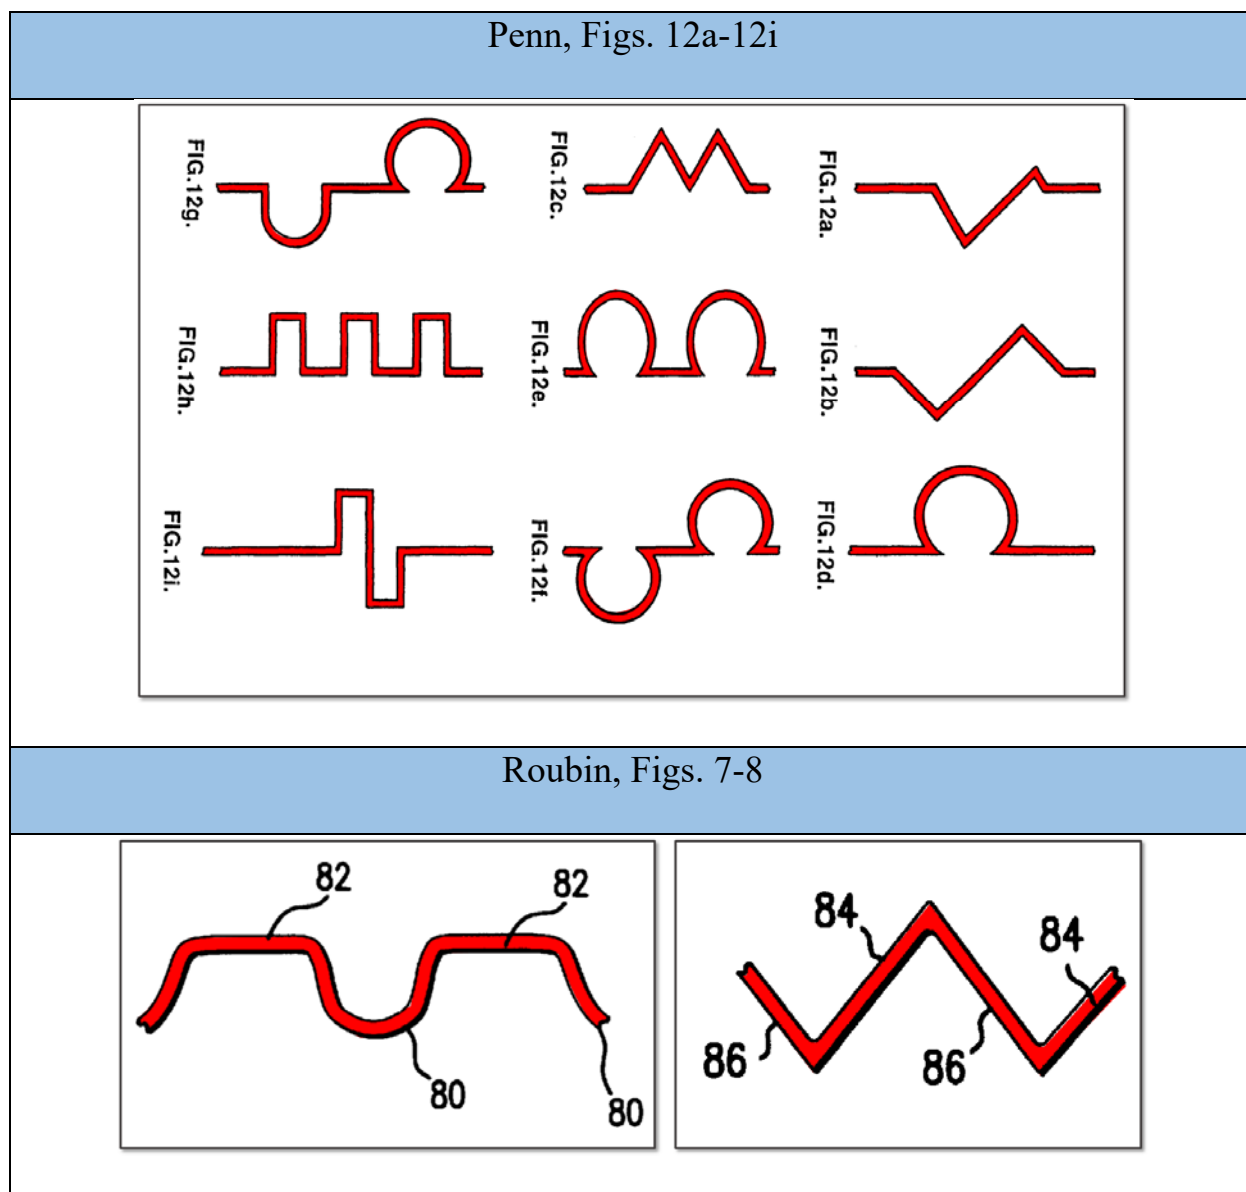 Penn, Figs. 12a-12i
FIG.12g.
FIG.12c.
FIG.12a.
FIG.12h.
FIG.12e.
FIG.12b.
FIG.12i.
FIG.12f.
FIG.12d.
Roubin, Figs. 7-8
82
82
80
80
84
84
86
86